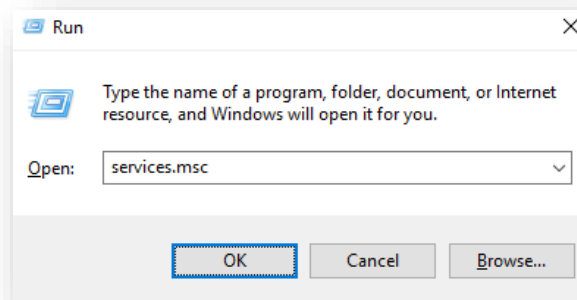 Run
Type the name of a program, folder, document, or Internet
resource, and Windows will open it for you.
Open:
services.msc
OK
Cancel
Browse...